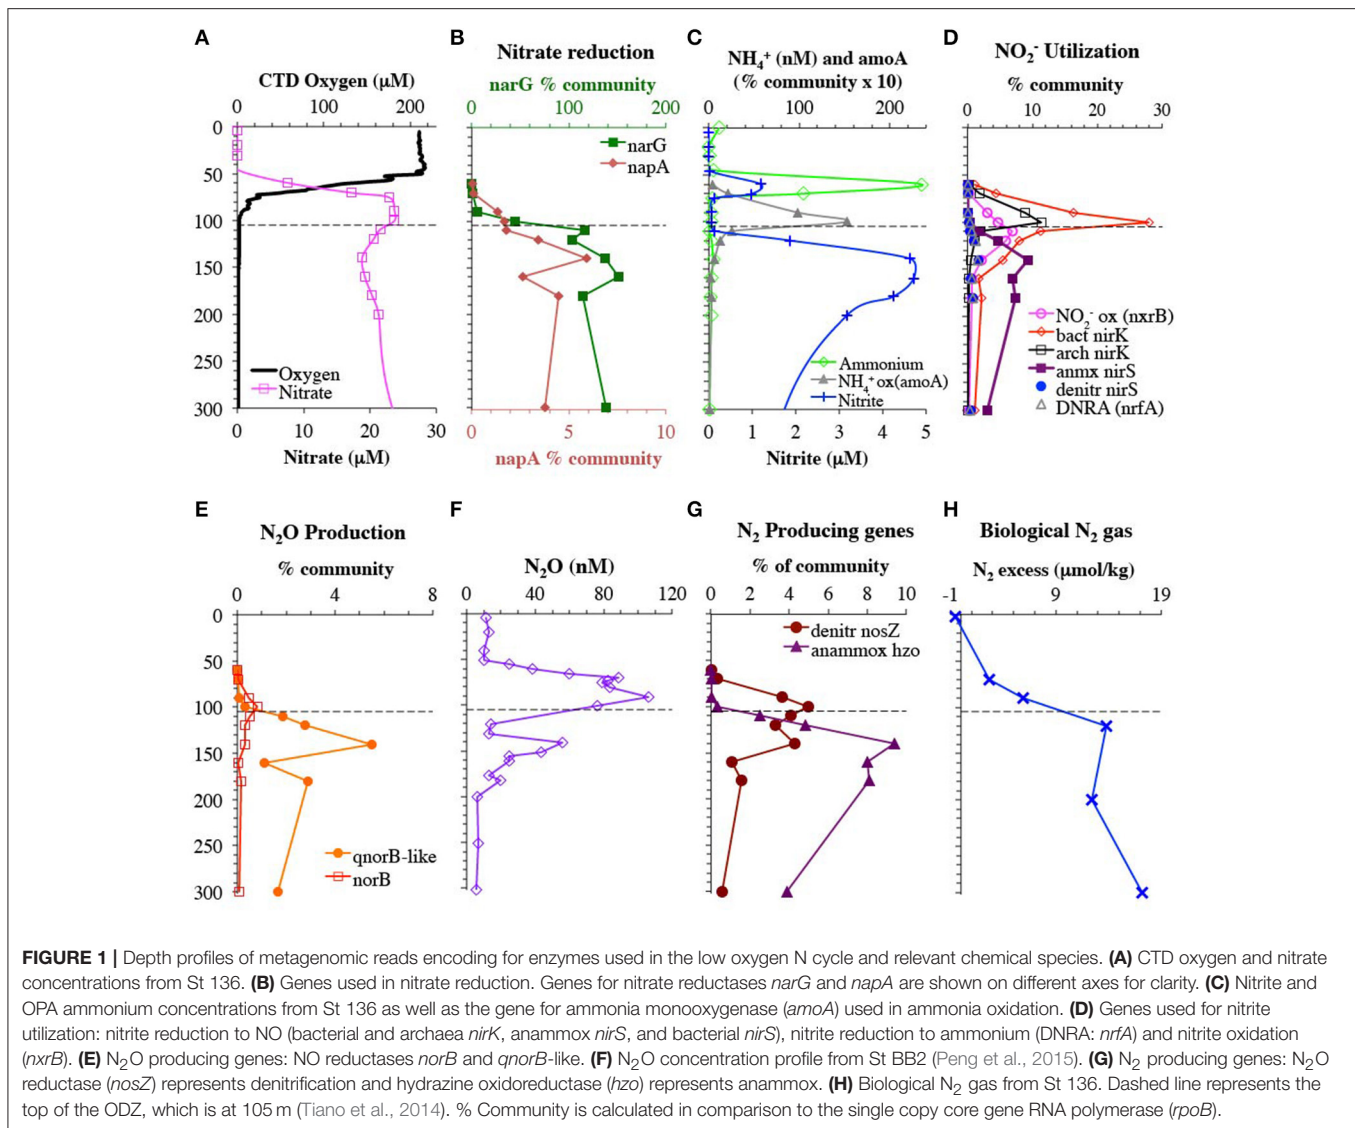 A
CTD Oxygen (μM)
0 100 200
0
50
100
150
200
250
300
Oxygen
Nitrate
0 10 20 30
Nitrate (μM)
B
Nitrate reduction
narG % community
0 100 200
narG
napA
0 5 10
napA % community
C
NH4+ (nM) and amoA
(% community x 10)
0 100 200
Ammonium
NH4+ ox(amoA)
Nitrite
0 1 2 3 4 5
Nitrite (μM)
D
NO2- Utilization
% community
0 10 20 30
NO2- ox (nxrB)
bact nirK
arch nirK
anmx nirS
denitr nirS
DNRA (nrfA)
E
N2O Production
% community
0 4 8
0
50
100
150
200
250
300
qnorB-like
norB
F
N2O (nM)
0 40 80 120
G
N2 Producing genes
% of community
0 2 4 6 8 10
denitr nosZ
anammox hzo
H
Biological N2 gas
N2 excess (μmol/kg)
-1 9 19
FIGURE 1 | Depth profiles of metagenomic reads encoding for enzymes used in the low oxygen N cycle and relevant chemical species. (A) CTD oxygen and nitrate
concentrations from St 136. (B) Genes used in nitrate reduction. Genes for nitrate reductases narG and napA are shown on different axes for clarity. (C) Nitrite and
OPA ammonium concentrations from St 136 as well as the gene for ammonia monooxygenase (amoA) used in ammonia oxidation. (D) Genes used for nitrite
utilization: nitrite reduction to NO (bacterial and archaea nirK, anammox nirS, and bacterial nirS), nitrite reduction to ammonium (DNRA: nrfA) and nitrite oxidation
(nxrB). (E) N2O producing genes: NO reductases norB and qnorB-like. (F) N2O concentration profile from St BB2 (Peng et al., 2015). (G) N2 producing genes: N2O
reductase (nosZ) represents denitrification and hydrazine oxidoreductase (hzo) represents anammox. (H) Biological N2 gas from St 136. Dashed line represents the
top of the ODZ, which is at 105 m (Tiano et al., 2014). % Community is calculated in comparison to the single copy core gene RNA polymerase (rpoB).